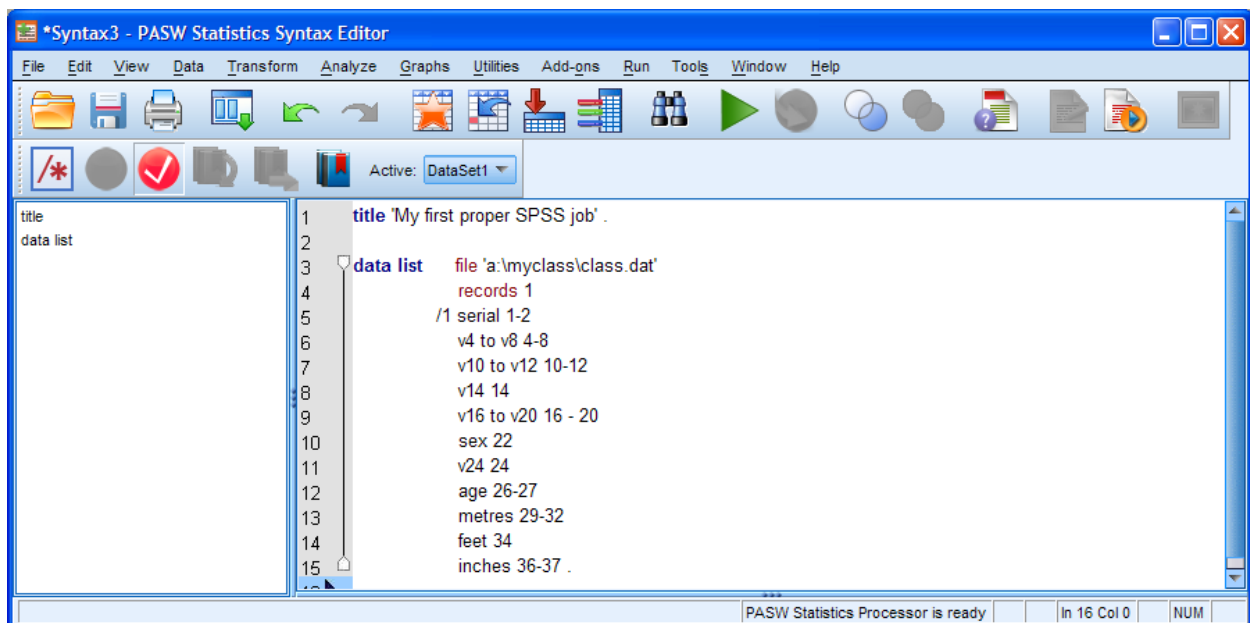 *Syntax3 - PASW Statistics Syntax Editor
File Edit View Data Transform Analyze Graphs Utilities Add-ons Run Tools Window Help
Active: DataSet1
title
data list
1 title 'My first proper SPSS job' .
2
3 data list file 'a:\myclass\class.dat'
4 records 1
5 /1 serial 1-2
6 v4 to v8 4-8
7 v10 to v12 10-12
8 v14 14
9 v16 to v20 16 - 20
10 sex 22
11 v24 24
12 age 26-27
13 metres 29-32
14 feet 34
15 inches 36-37 .
PASW Statistics Processor is ready In 16 Col 0 NUM